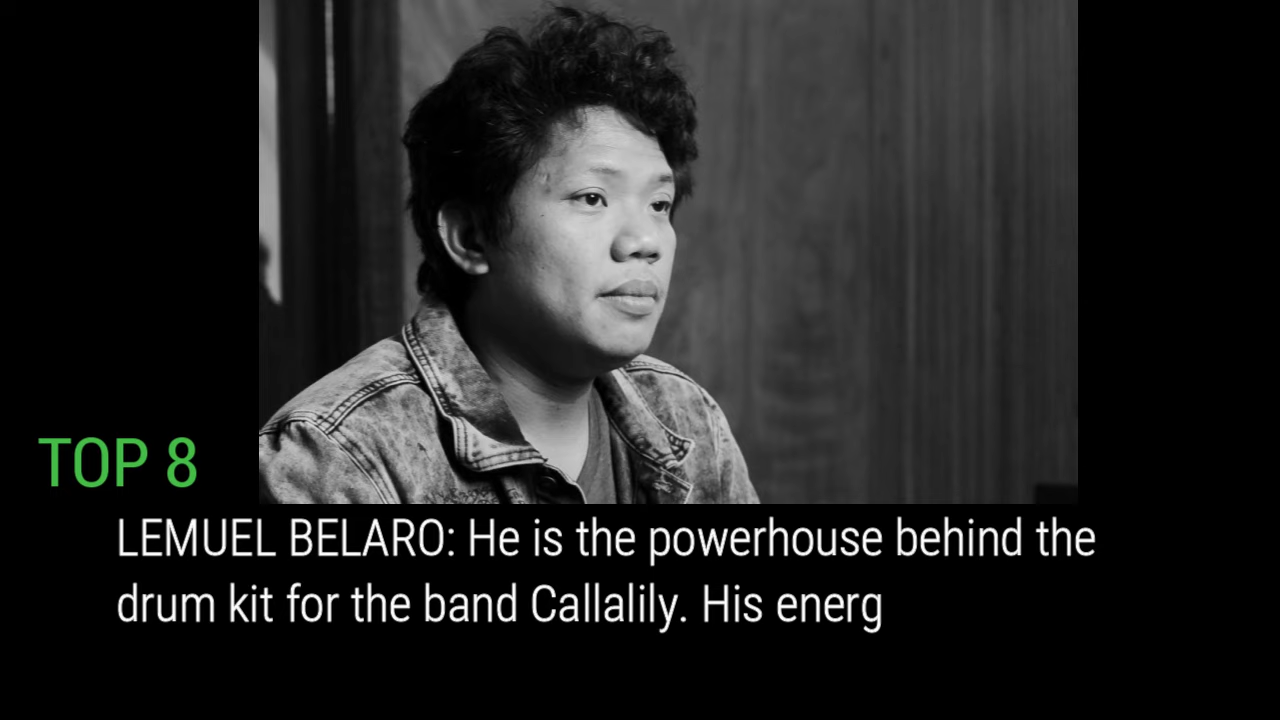 TOP 8
LEMUEL BELARO: He is the powerhouse behind the
drum kit for the band Callalily. His energ